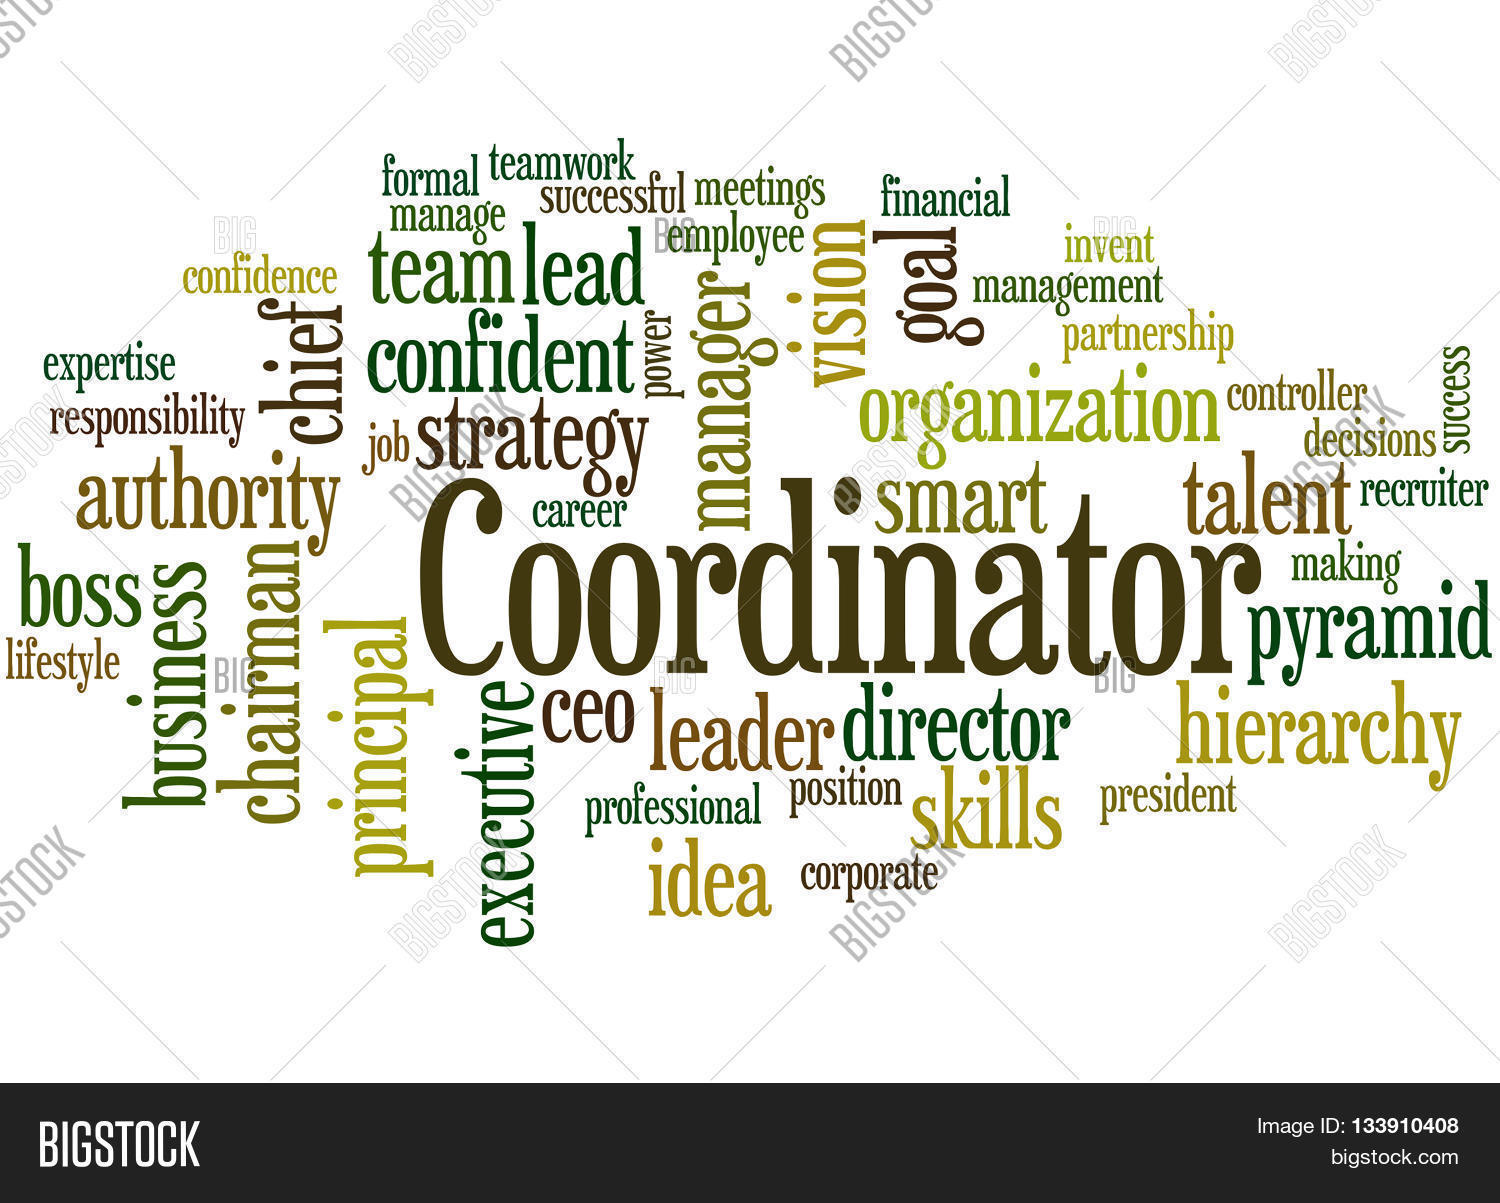 formal
teamwork
successful
meetings
financial
manage
employee
vision
goal
invent
team
lead
management
confidence
chief
confident
power
manager
partnership
expertise
responsibility
job
strategy
organization
controller
success
decisions
authority
career
smart
talent
recruiter
Coordinator
boss
business
chairman
making
pyramid
lifestyle
principal
executive
ceo
leader
director
hierarchy
professional
position
skills
president
idea
corporate
BIGSTOCK
Image ID: 133910408
bigstock.com